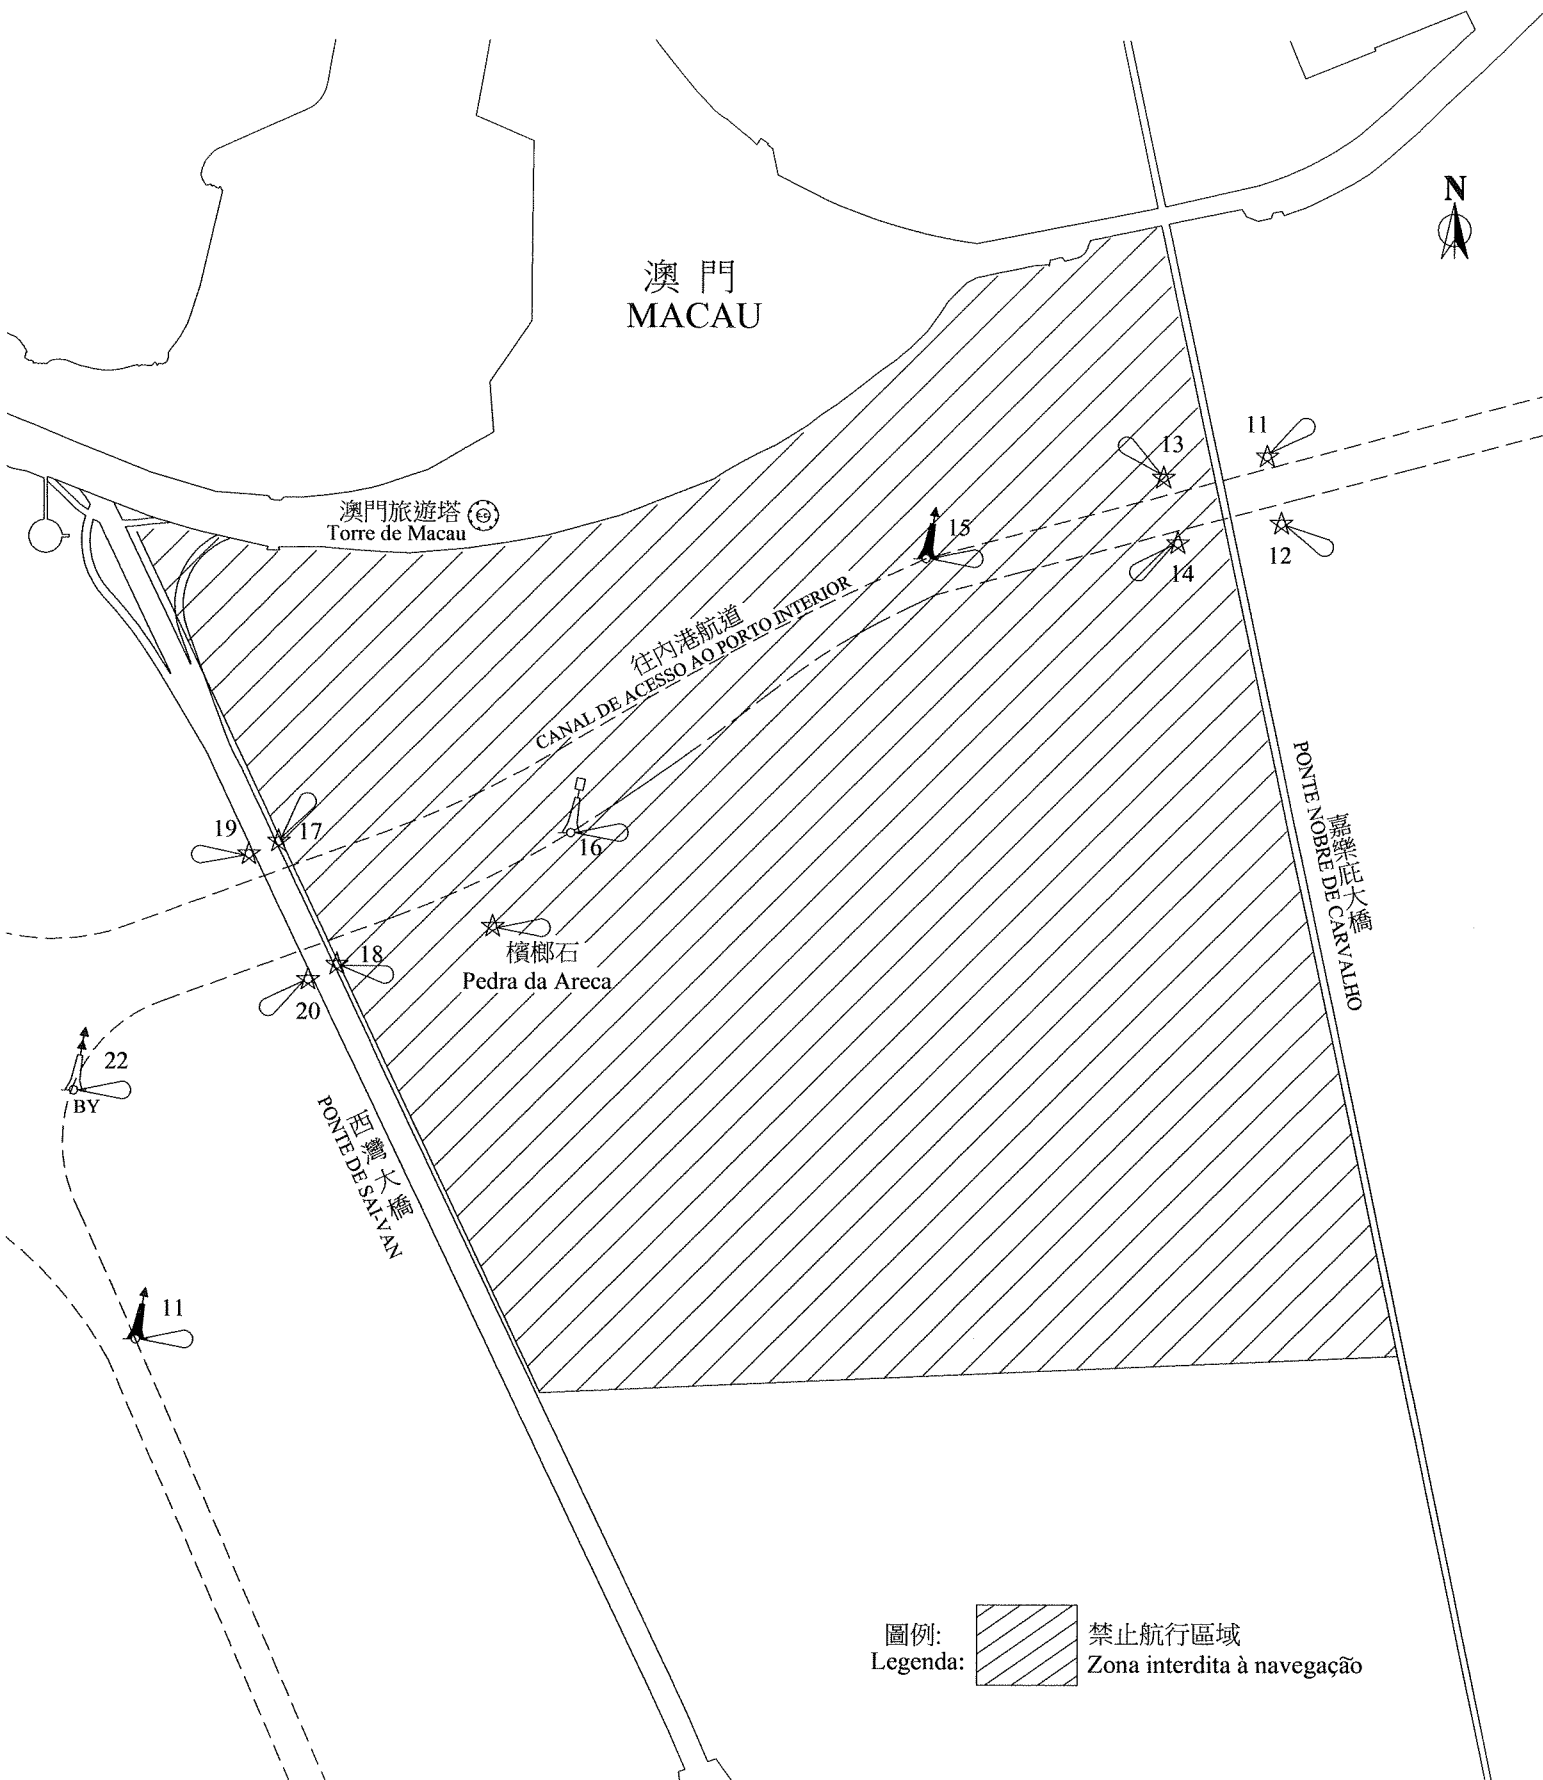 N
澳門
MACAU
11
13
澳門旅遊塔
Torre de Macau
15
12
14
往內港航道
CANAL DE ACESSO AO PORTO INTERIOR
PONTE NOBRE DE CARVALHO
嘉樂庇大橋
19
17
16
檳榔石
Pedra da Areca
18
20
22
BY
西灣大橋
PONTE DE SAI-VAN
11
圖例:
Legenda:
禁止航行區域
Zona interdita à navegação